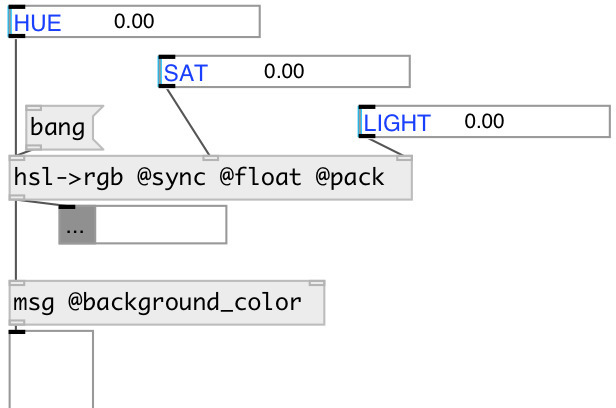 HUE 0.00
SAT 0.00
LIGHT 0.00
bang
hsl->rgb @sync @float @pack
...
msg @background_color